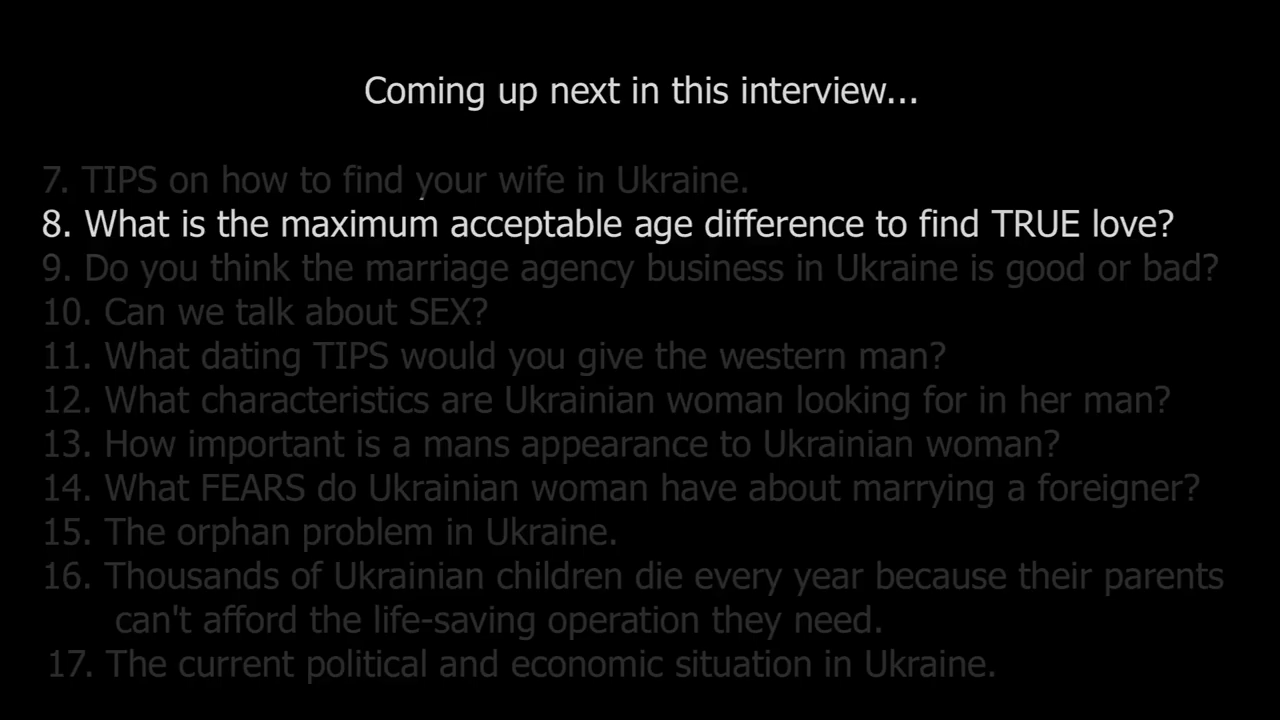 Coming up next in this interview...
7. TIPS on how to find your wife in Ukraine.
8. What is the maximum acceptable age difference to find TRUE love?
9. Do you think the marriage agency business in Ukraine is good or bad?
10. Can we talk about SEX?
11. What dating TIPS would you give the western man?
12. What characteristics are Ukrainian woman looking for in her man?
13. How important is a mans appearance to Ukrainian woman?
14. What FEARS do Ukrainian woman have about marrying a foreigner?
15. The orphan problem in Ukraine.
16. Thousands of Ukrainian children die every year because their parents
can't afford the life-saving operation they need.
17. The current political and economic situation in Ukraine.